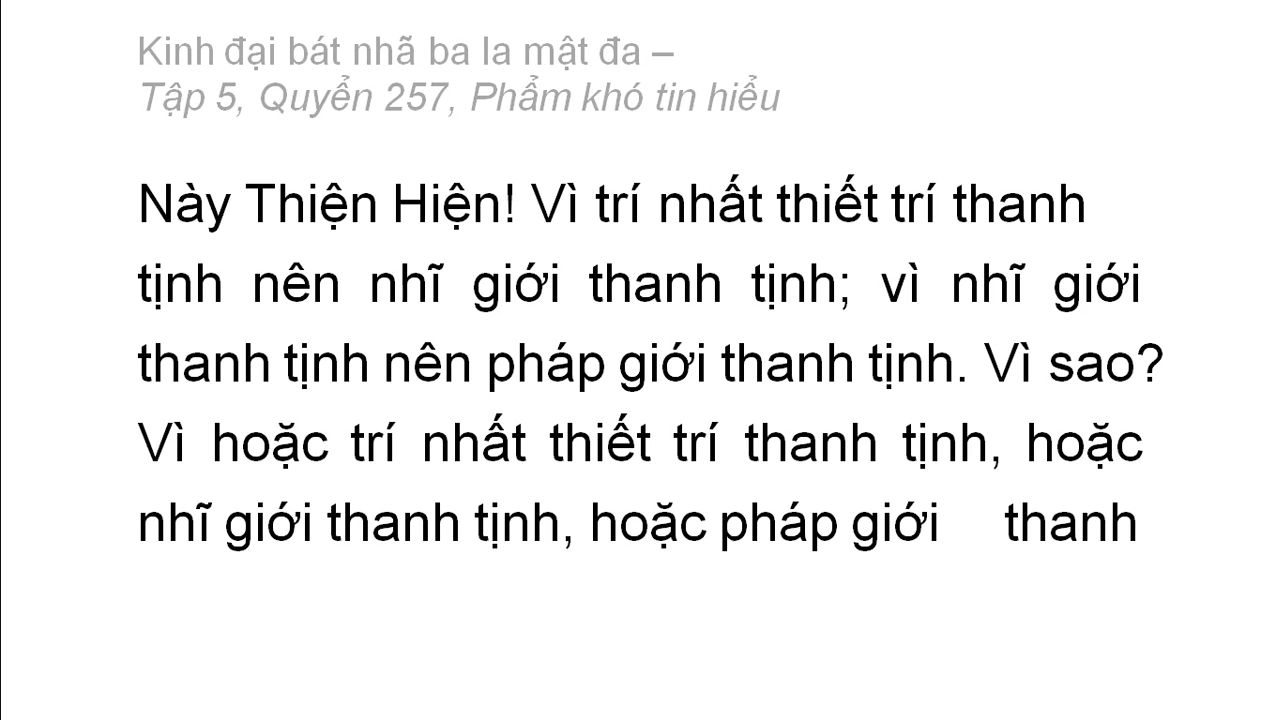 Kinh đại bát nhã ba la mật đa –
Tập 5, Quyển 257, Phẩm khó tin hiểu
Này Thiện Hiện! Vì trí nhất thiết trí thanh
tịnh nên nhĩ giới thanh tịnh; vì nhĩ giới
thanh tịnh nên pháp giới thanh tịnh. Vì sao?
Vì hoặc trí nhất thiết trí thanh tịnh, hoặc
nhĩ giới thanh tịnh, hoặc pháp giới thanh